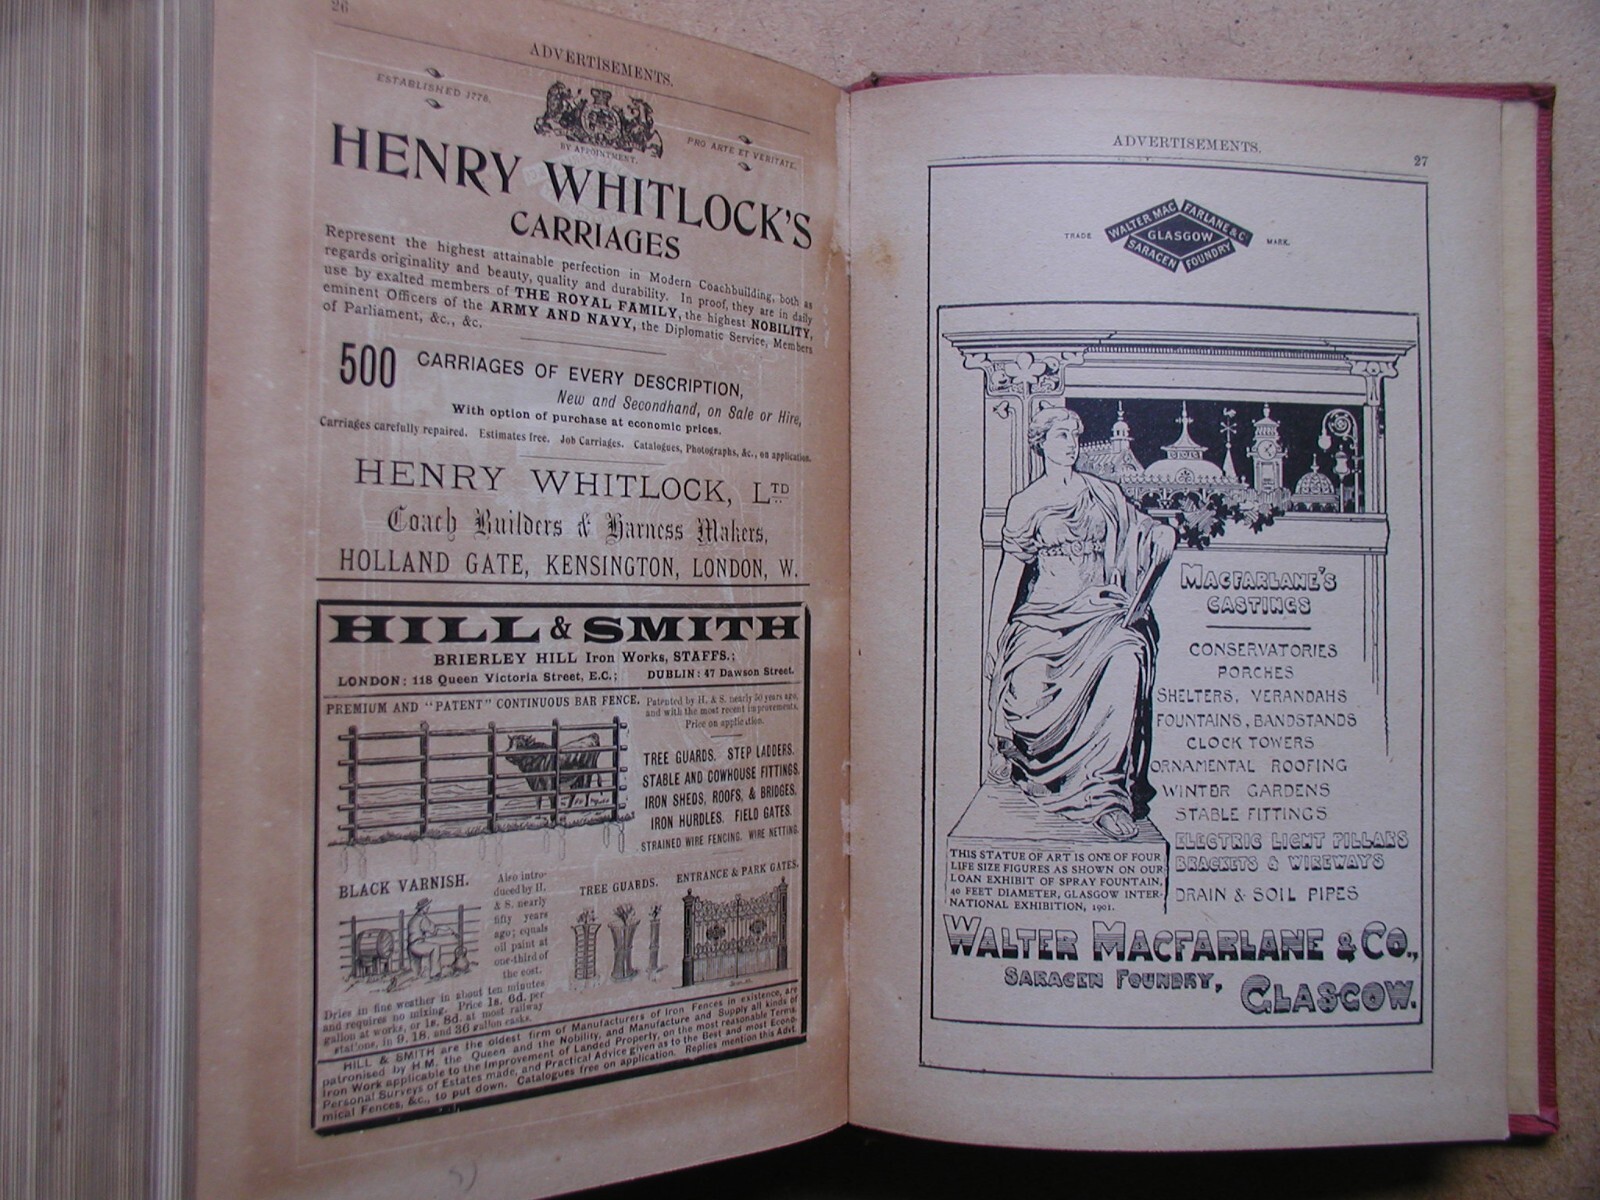 26
ADVERTISEMENTS.
ESTABLISHED 1778.
BY APPOINTMENT.
PRO ARTE ET VERITATE.
HENRY WHITLOCK'S
CARRIAGES
Represent the highest attainable perfection in Modern Coachbuilding, both as
regards originality and beauty, quality and durability. In proof, they are in daily
use by exalted members of THE ROYAL FAMILY, the highest NOBILITY,
eminent Officers of the ARMY AND NAVY, the Diplomatic Service, Members
of Parliament, &c., &c.
500 CARRIAGES OF EVERY DESCRIPTION,
New and Secondhand, on Sale or Hire,
With option of purchase at economic prices.
Carriages carefully repaired. Estimates free. Job Carriages. Catalogues, Photographs, &c., on application.
HENRY WHITLOCK, LTD
Coach Builders & Harness Makers,
HOLLAND GATE, KENSINGTON, LONDON, W.
HILL & SMITH
BRIERLEY HILL Iron Works, STAFFS.;
LONDON: 118 Queen Victoria Street, E.C.; DUBLIN: 47 Dawson Street.
PREMIUM AND "PATENT" CONTINUOUS BAR FENCE.
Patented by H. & S. nearly 50 years ago,
and with the most recent improvements.
Price on application.
TREE GUARDS. STEP LADDERS.
STABLE AND COWHOUSE FITTINGS.
IRON SHEDS, ROOFS, & BRIDGES.
IRON HURDLES. FIELD GATES.
STRAINED WIRE FENCING. WIRE NETTING.
BLACK VARNISH.
Also intro-
duced by H.
& S. nearly
fifty years
ago; equals
oil paint at
one-third of
the cost.
TREE GUARDS.
ENTRANCE & PARK GATES.
Dries in fine weather in about ten minutes
and requires no mixing. Price 1s. 6d. per
gallon at works, or 1s. 8d. at most railway
stations, in 9, 18, and 36 gallon casks.
HILL & SMITH are the oldest firm of Manufacturers of Iron Fences in existence, are
patronised by H.M. the Queen and the Nobility, and Manufacture and Supply all kinds of
Iron Work applicable to the Improvement of Landed Property, on the most reasonable Terms.
Personal Surveys of Estates made, and Practical Advice given as to the Best and most Econo-
mical Fences, &c., to put down. Catalogues free on application. Replies mention this Advt.
ADVERTISEMENTS.
27
TRADE
WALTER MAC FARLANE & Co
GLASGOW
SARACEN FOUNDRY
MARK.
MACFARLANE'S
CASTINGS
CONSERVATORIES
PORCHES
SHELTERS, VERANDAHS
FOUNTAINS, BANDSTANDS
CLOCK TOWERS
ORNAMENTAL ROOFING
WINTER GARDENS
STABLE FITTINGS
ELECTRIC LIGHT PILLARS
BRACKETS & WIREWAYS
DRAIN & SOIL PIPES
THIS STATUE OF ART IS ONE OF FOUR
LIFE SIZE FIGURES AS SHOWN ON OUR
LOAN EXHIBIT OF SPRAY FOUNTAIN,
40 FEET DIAMETER, GLASGOW INTER-
NATIONAL EXHIBITION, 1901.
WALTER MACFARLANE & Co.,
SARACEN FOUNDRY,
GLASGOW.